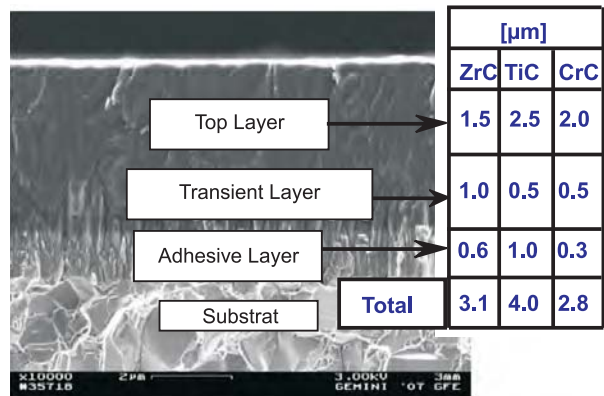 [µm]
ZrC TiC CrC
Top Layer 1.5 2.5 2.0
Transient Layer 1.0 0.5 0.5
Adhesive Layer 0.6 1.0 0.3
Substrat Total 3.1 4.0 2.8
x10000 2µm 3.00KV 3mm
#35718 GEMINI 'OT GFE